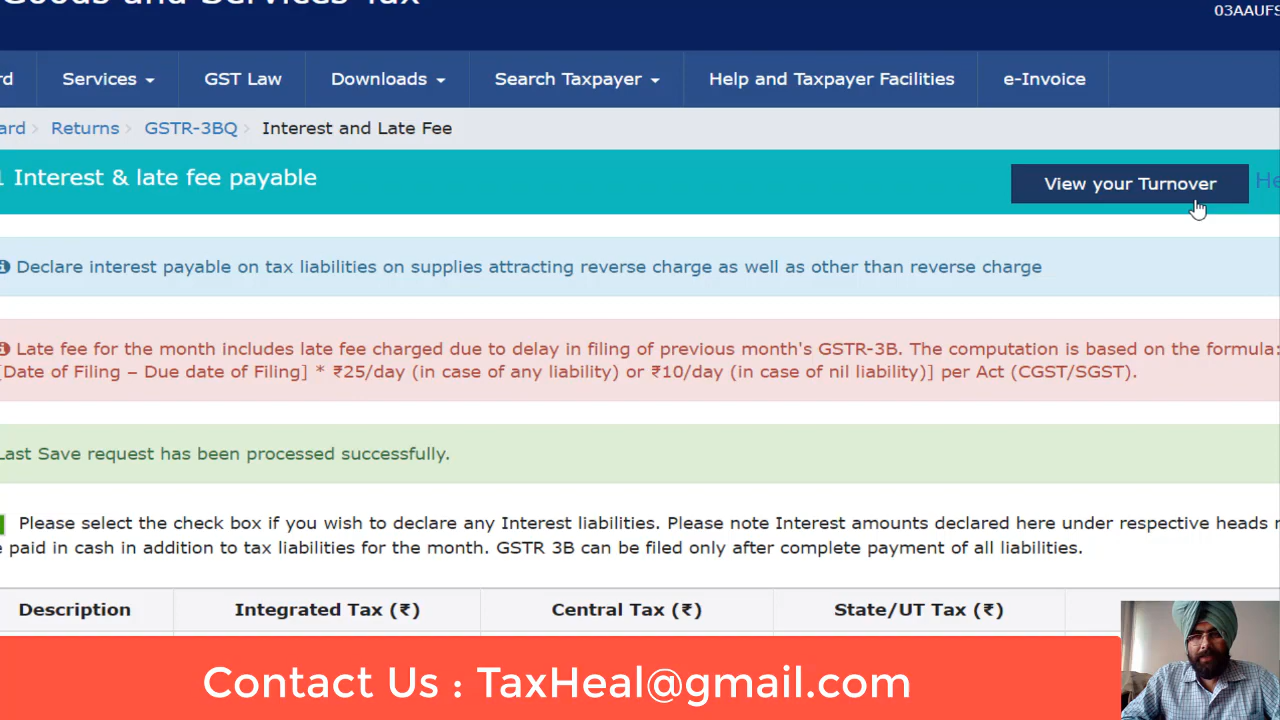 Goods and Services Tax
03AAUFS
rd Services GST Law Downloads Search Taxpayer Help and Taxpayer Facilities e-Invoice
ard > Returns > GSTR-3BQ > Interest and Late Fee
1 Interest & late fee payable
View your Turnover
He
Declare interest payable on tax liabilities on supplies attracting reverse charge as well as other than reverse charge
Late fee for the month includes late fee charged due to delay in filing of previous month's GSTR-3B. The computation is based on the formula:
[Date of Filing – Due date of Filing] * ₹25/day (in case of any liability) or ₹10/day (in case of nil liability)] per Act (CGST/SGST).
Last Save request has been processed successfully.
Please select the check box if you wish to declare any Interest liabilities. Please note Interest amounts declared here under respective heads
e paid in cash in addition to tax liabilities for the month. GSTR 3B can be filed only after complete payment of all liabilities.
Description Integrated Tax (₹) Central Tax (₹) State/UT Tax (₹)
Contact Us : TaxHeal@gmail.com